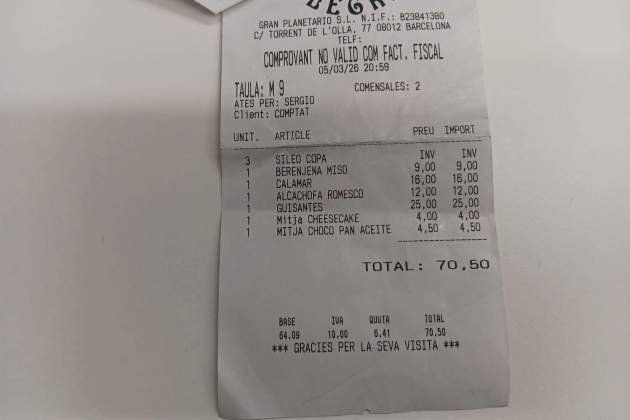 GRAN PLANETARIO S.L. N.I.F.: B23841380
C/ TORRENT DE L'OLLA, 77 08012 BARCELONA
TELF:
COMPROVANT NO VALID COM FACT. FISCAL
05/03/26 20:59
TAULA: M 9 COMENSALES: 2
ATES PER: SERGIO
Client: COMPTAT
UNIT. ARTICLE PREU IMPORT
3 SILEO COPA INV INV
1 BERENJENA MISO 9,00 9,00
1 CALAMAR 16,00 16,00
1 ALCACHOFA ROMESCO 12,00 12,00
1 GUISANTES 25,00 25,00
1 Mitja CHEESECAKE 4,00 4,00
1 MITJA CHOCO PAN ACEITE 4,50 4,50
TOTAL: 70,50
BASE IVA QUOTA TOTAL
64,09 10,00 6,41 70,50
*** GRACIES PER LA SEVA VISITA ***